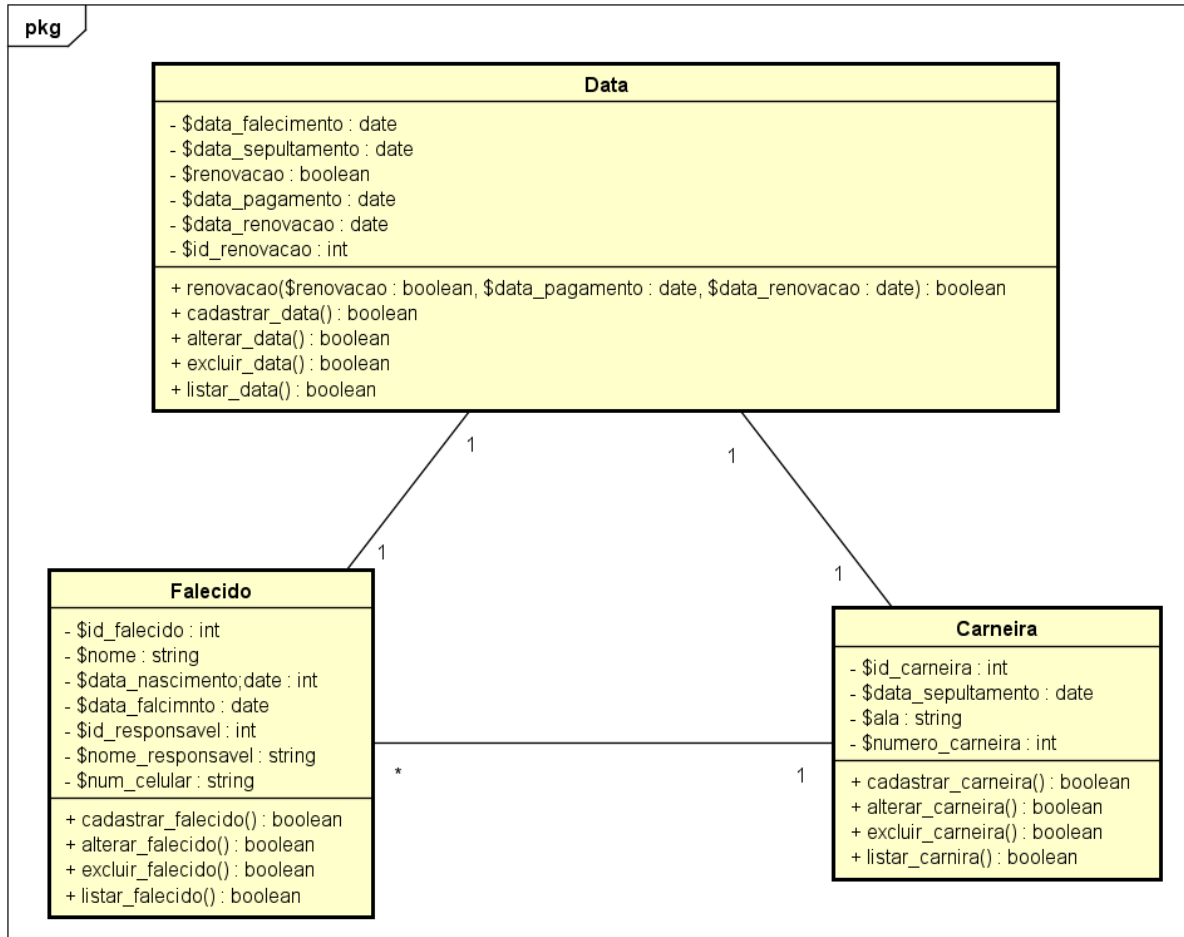 pkg
Data
- $data_falecimento : date
- $data_sepultamento : date
- $renovacao : boolean
- $data_pagamento : date
- $data_renovacao : date
- $id_renovacao : int
+ renovacao($renovacao : boolean, $data_pagamento : date, $data_renovacao : date) : boolean
+ cadastrar_data() : boolean
+ alterar_data() : boolean
+ excluir_data() : boolean
+ listar_data() : boolean
1
1
1
1
Falecido
- $id_falecido : int
- $nome : string
- $data_nascimento;date : int
- $data_falcimnto : date
- $id_responsavel : int
- $nome_responsavel : string
- $num_celular : string
+ cadastrar_falecido() : boolean
+ alterar_falecido() : boolean
+ excluir_falecido() : boolean
+ listar_falecido() : boolean
*
1
Carneira
- $id_carneira : int
- $data_sepultamento : date
- $ala : string
- $numero_carneira : int
+ cadastrar_carneira() : boolean
+ alterar_carneira() : boolean
+ excluir_carneira() : boolean
+ listar_carnira() : boolean